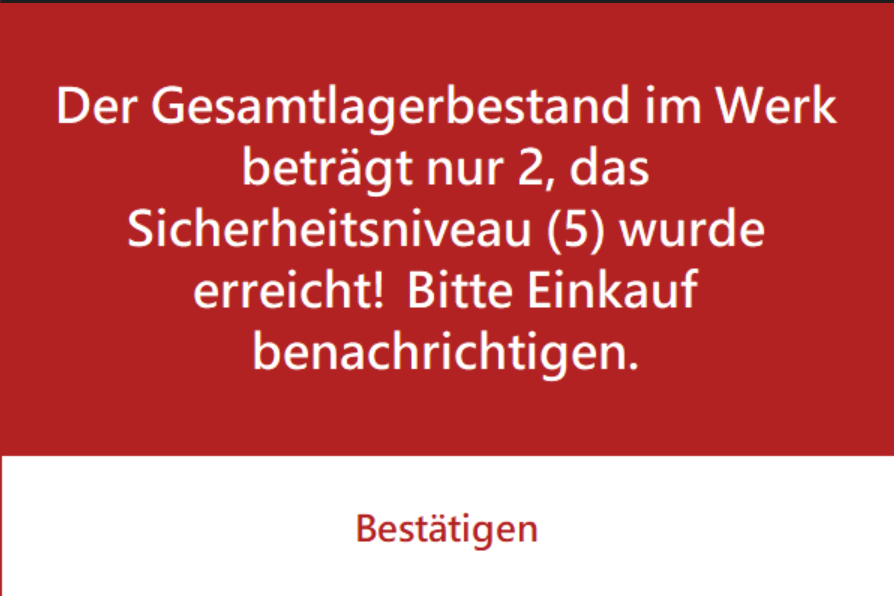 Der Gesamtlagerbestand im Werk
beträgt nur 2, das
Sicherheitsniveau (5) wurde
erreicht!  Bitte Einkauf
benachrichtigen.
Bestätigen